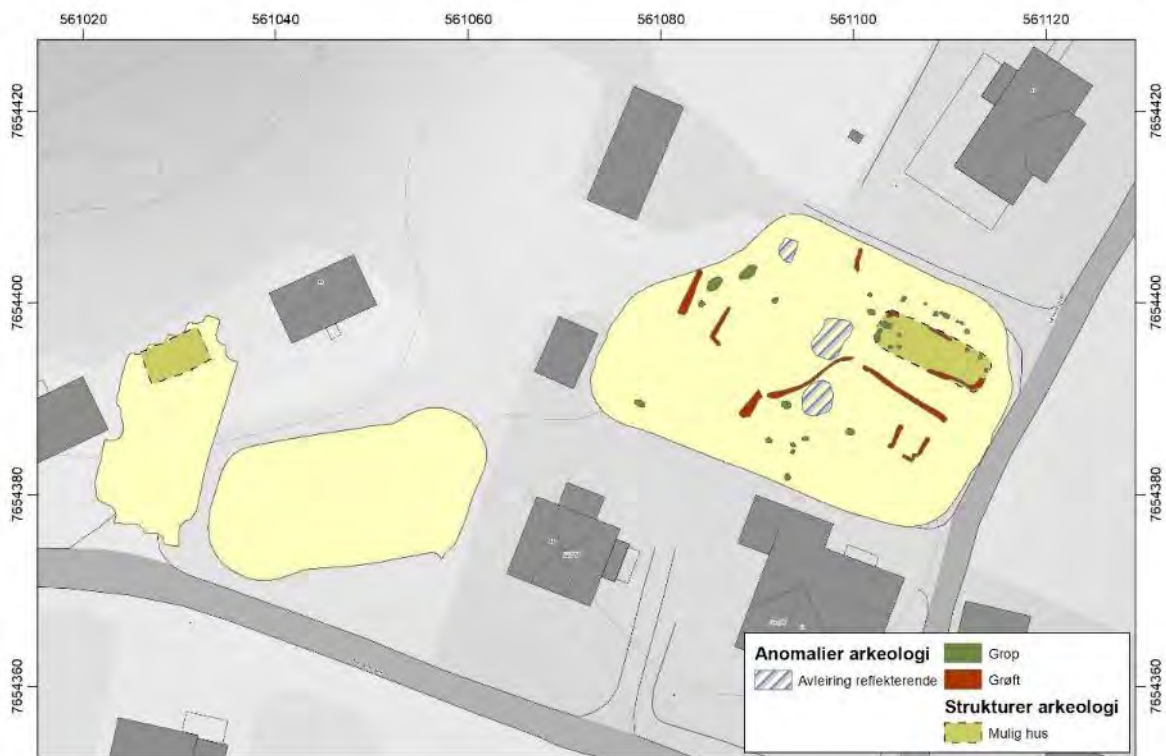 561020 561040 561060 561080 561100 561120
7654420 7654420
7654400 7654400
7654380 7654380
7654360 7654360
Anomalier arkeologi
Avleiring reflekterende
Grop
Grøft
Strukturer arkeologi
Mulig hus